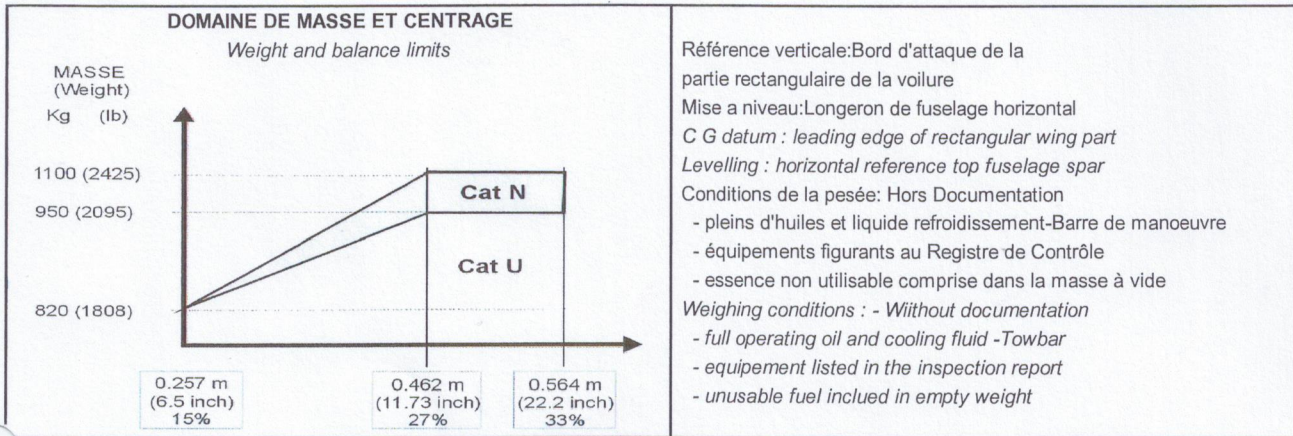 DOMAINE DE MASSE ET CENTRAGE
Weight and balance limits
MASSE
(Weight)
Kg (lb)
1100 (2425)
950 (2095)
820 (1808)
Cat N
Cat U
0.257 m
(6.5 inch)
15%
0.462 m
(11.73 inch)
27%
0.564 m
(22.2 inch)
33%
Référence verticale:Bord d'attaque de la
partie rectangulaire de la voilure
Mise a niveau:Longeron de fuselage horizontal
C G datum : leading edge of rectangular wing part
Levelling : horizontal reference top fuselage spar
Conditions de la pesée: Hors Documentation
- pleins d'huiles et liquide refroidissement-Barre de manoeuvre
- équipements figurants au Registre de Contrôle
- essence non utilisable comprise dans la masse à vide
Weighing conditions : - Wiithout documentation
- full operating oil and cooling fluid -Towbar
- equipement listed in the inspection report
- unusable fuel inclued in empty weight